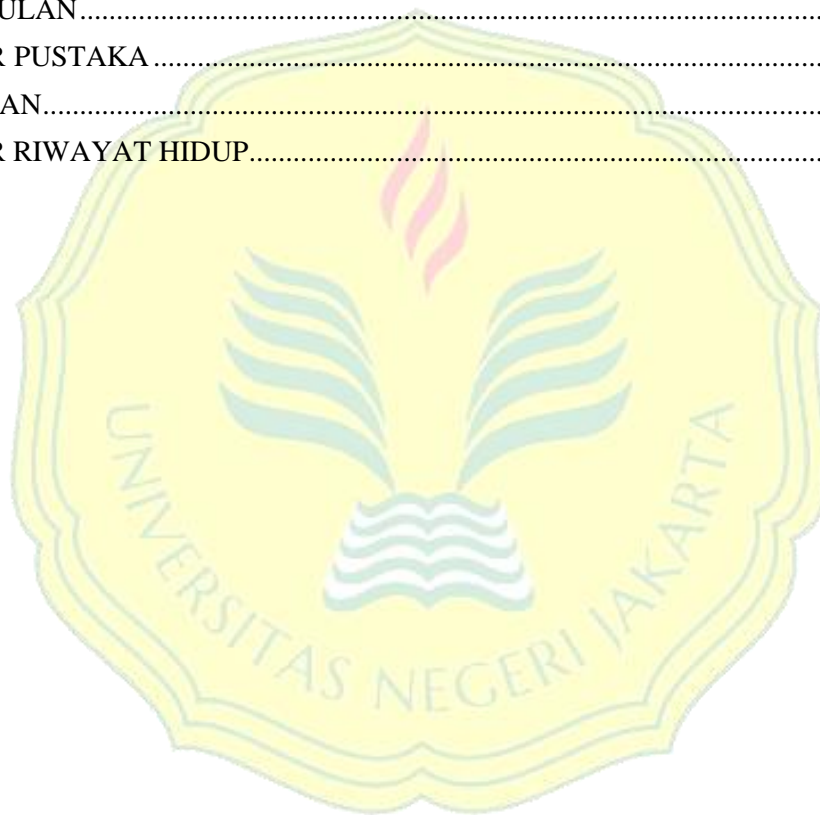 ULAN
R PUSTAKA
AN
R RIWAYAT HIDUP
UNIVERSITAS NEGERI JAKARTA